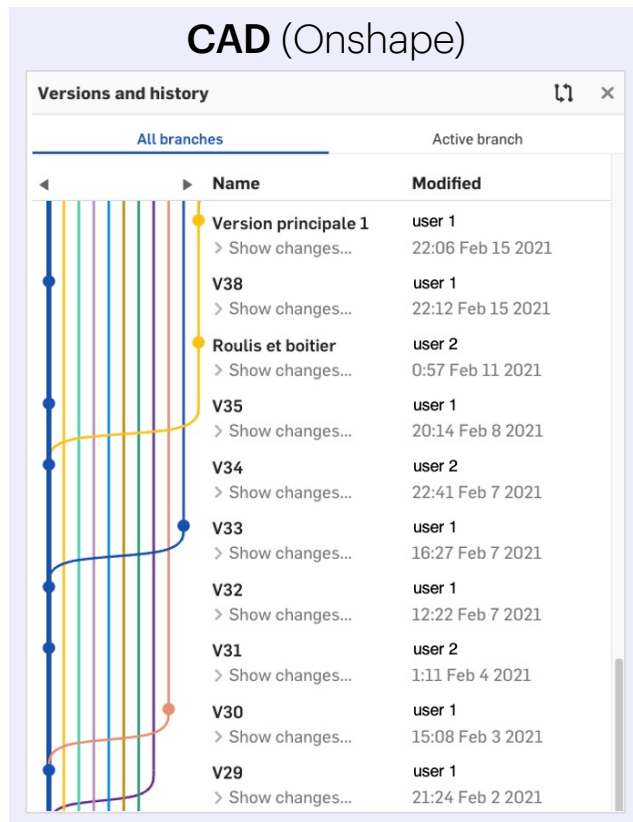 CAD (Onshape)
Versions and history
All branches
Active branch
Name Modified
Version principale 1 user 1
Show changes... 22:06 Feb 15 2021
V38 user 1
Show changes... 22:12 Feb 15 2021
Roulis et boitier user 2
Show changes... 0:57 Feb 11 2021
V35 user 1
Show changes... 20:14 Feb 8 2021
V34 user 2
Show changes... 22:41 Feb 7 2021
V33 user 1
Show changes... 16:27 Feb 7 2021
V32 user 1
Show changes... 12:22 Feb 7 2021
V31 user 2
Show changes... 1:11 Feb 4 2021
V30 user 1
Show changes... 15:08 Feb 3 2021
V29 user 1
Show changes... 21:24 Feb 2 2021